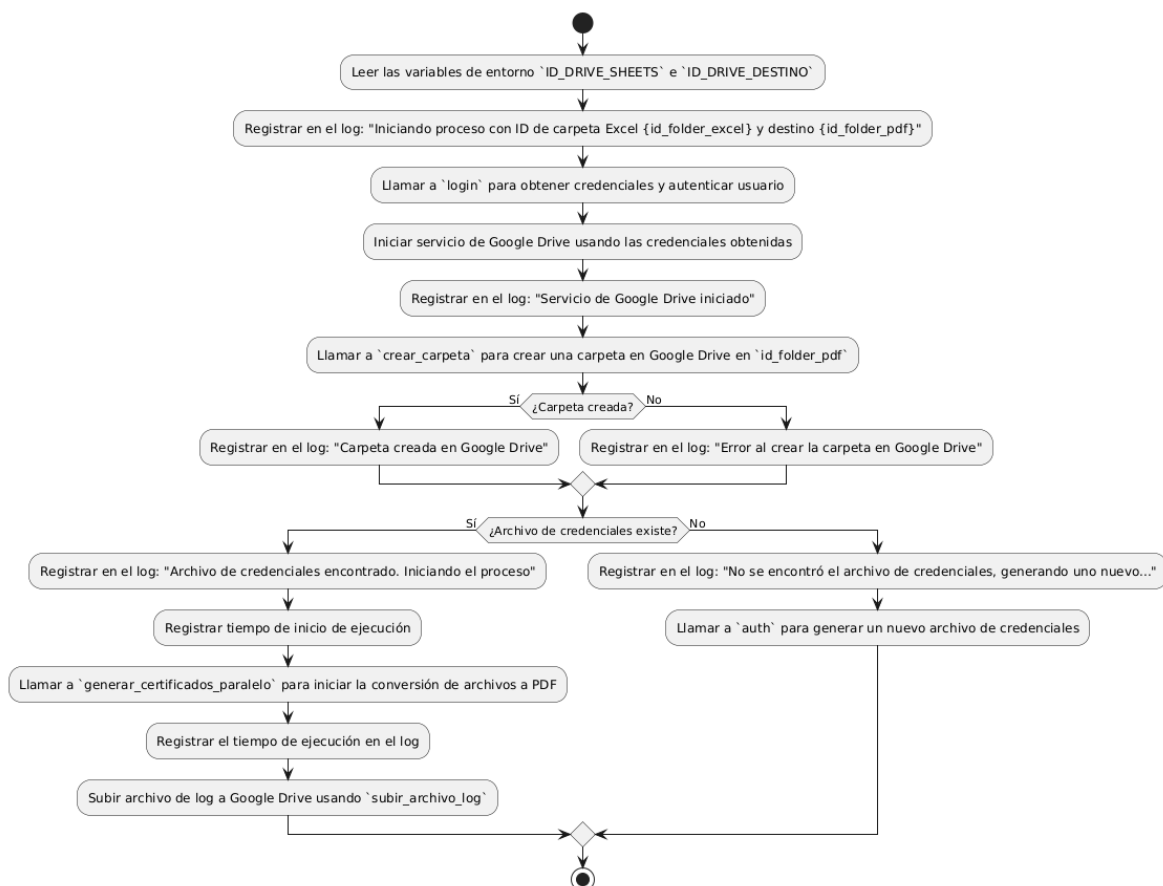 Leer las variables de entorno `ID_DRIVE_SHEETS` e `ID_DRIVE_DESTINO`
Registrar en el log: "Iniciando proceso con ID de carpeta Excel {id_folder_excel} y destino {id_folder_pdf}"
Llamar a `login` para obtener credenciales y autenticar usuario
Iniciar servicio de Google Drive usando las credenciales obtenidas
Registrar en el log: "Servicio de Google Drive iniciado"
Llamar a `crear_carpeta` para crear una carpeta en Google Drive en `id_folder_pdf`
Sí
¿Carpeta creada?
No
Registrar en el log: "Carpeta creada en Google Drive"
Registrar en el log: "Error al crear la carpeta en Google Drive"
Sí
¿Archivo de credenciales existe?
No
Registrar en el log: "Archivo de credenciales encontrado. Iniciando el proceso"
Registrar en el log: "No se encontró el archivo de credenciales, generando uno nuevo..."
Registrar tiempo de inicio de ejecución
Llamar a `auth` para generar un nuevo archivo de credenciales
Llamar a `generar_certificados_paralelo` para iniciar la conversión de archivos a PDF
Registrar el tiempo de ejecución en el log
Subir archivo de log a Google Drive usando `subir_archivo_log`